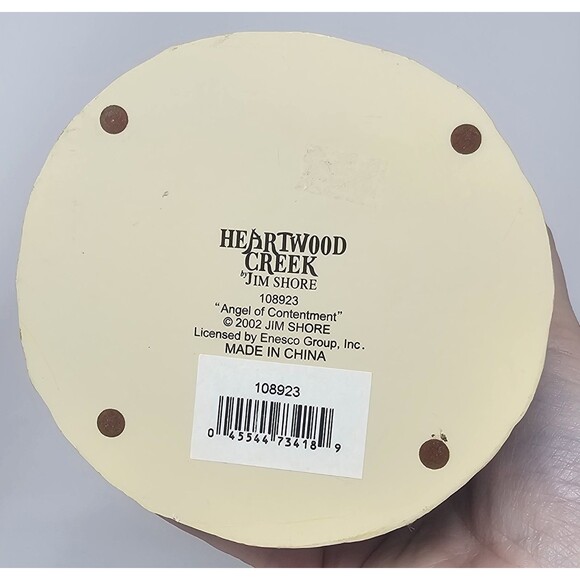 HEARTWOOD
CREEK
by JIM SHORE
108923
"Angel of Contentment"
© 2002 JIM SHORE
Licensed by Enesco Group, Inc.
MADE IN CHINA
108923
0 45544 73418 9